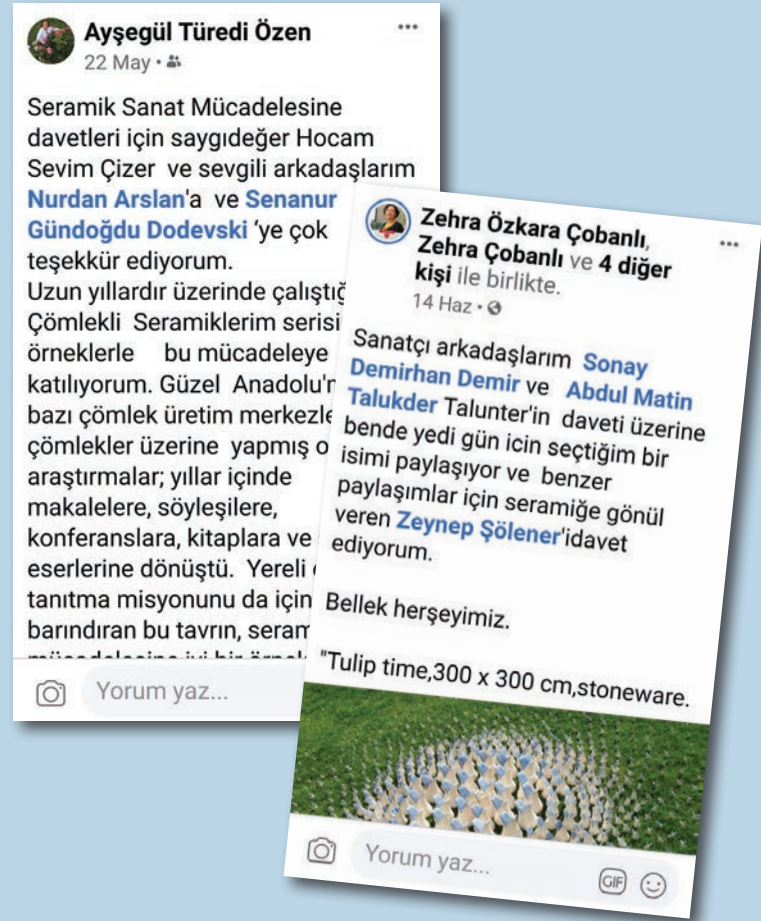 Ayşegül Türedi Özen
22 May
Seramik Sanat Mücadelesine
davetleri için saygıdeğer Hocam
Sevim Çizer ve sevgili arkadaşlarım
Nurdan Arslan'a ve Senanur
Gündoğdu Dodevski 'ye çok
teşekkür ediyorum.
Uzun yıllardır üzerinde
Çömlekli Seramiklerim serisi
örneklerle bu mücadeleye
katılıyorum. Güzel
bazı çömlek üretim
çömlekler üzerine yapmış
araştırmalar; yıllar içinde
makalelere, söyleşilere,
konferanslara, kitaplara ve
eserlerine dönüştü. Yereli
tanıtma misyonunu da
barındıran bu tavrın,
Yorum yaz...
Zehra Özkara Çobanlı,
Zehra Çobanlı ve 4 diğer
kişi ile birlikte.
14 Haz
Sanatçı arkadaşlarım Sonay
Demirhan Demir ve Abdul Matin
Talukder Talunter'in daveti üzerine
bende yedi gün icin seçtiğim bir
isimi paylaşıyor ve benzer
paylaşımlar için seramiğe gönül
veren Zeynep Şölener'idavet
ediyorum.
Bellek herşeyimiz.
"Tulip time,300 x 300 cm,stoneware.
Yorum yaz...
GIF